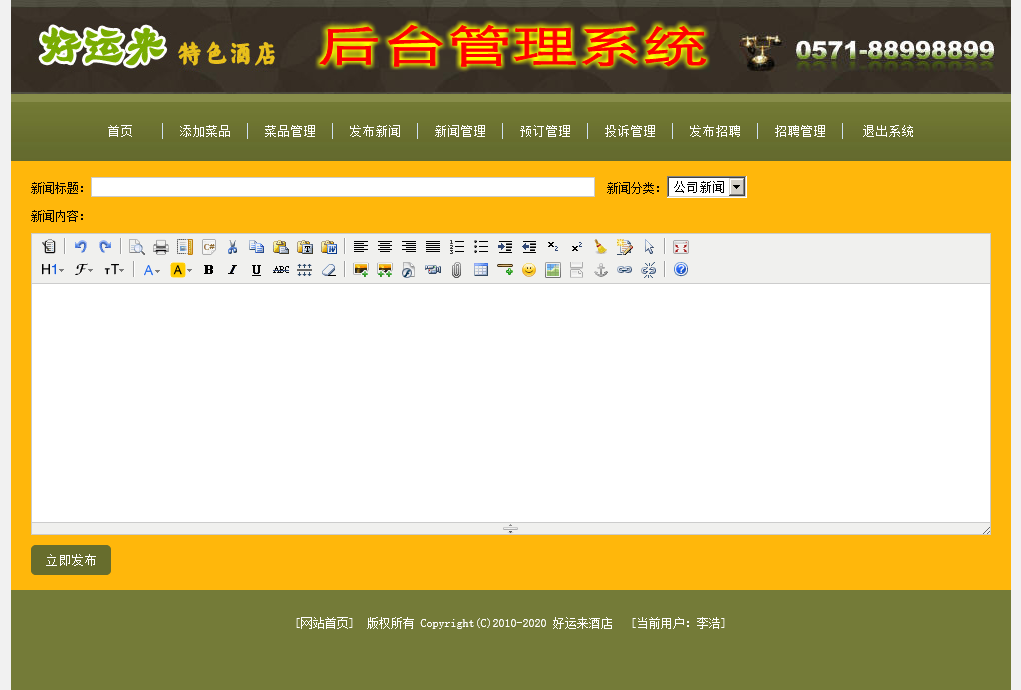 好运来 特色酒店 后台管理系统 0571-88998899
首页 添加菜品 菜品管理 发布新闻 新闻管理 预订管理 投诉管理 发布招聘 招聘管理 退出系统
新闻标题： 新闻分类： 公司新闻
新闻内容：
H1 F TT A A B I U ABC
立即发布
[网站首页] 版权所有 Copyright(C)2010-2020 好运来酒店 [当前用户：李浩]